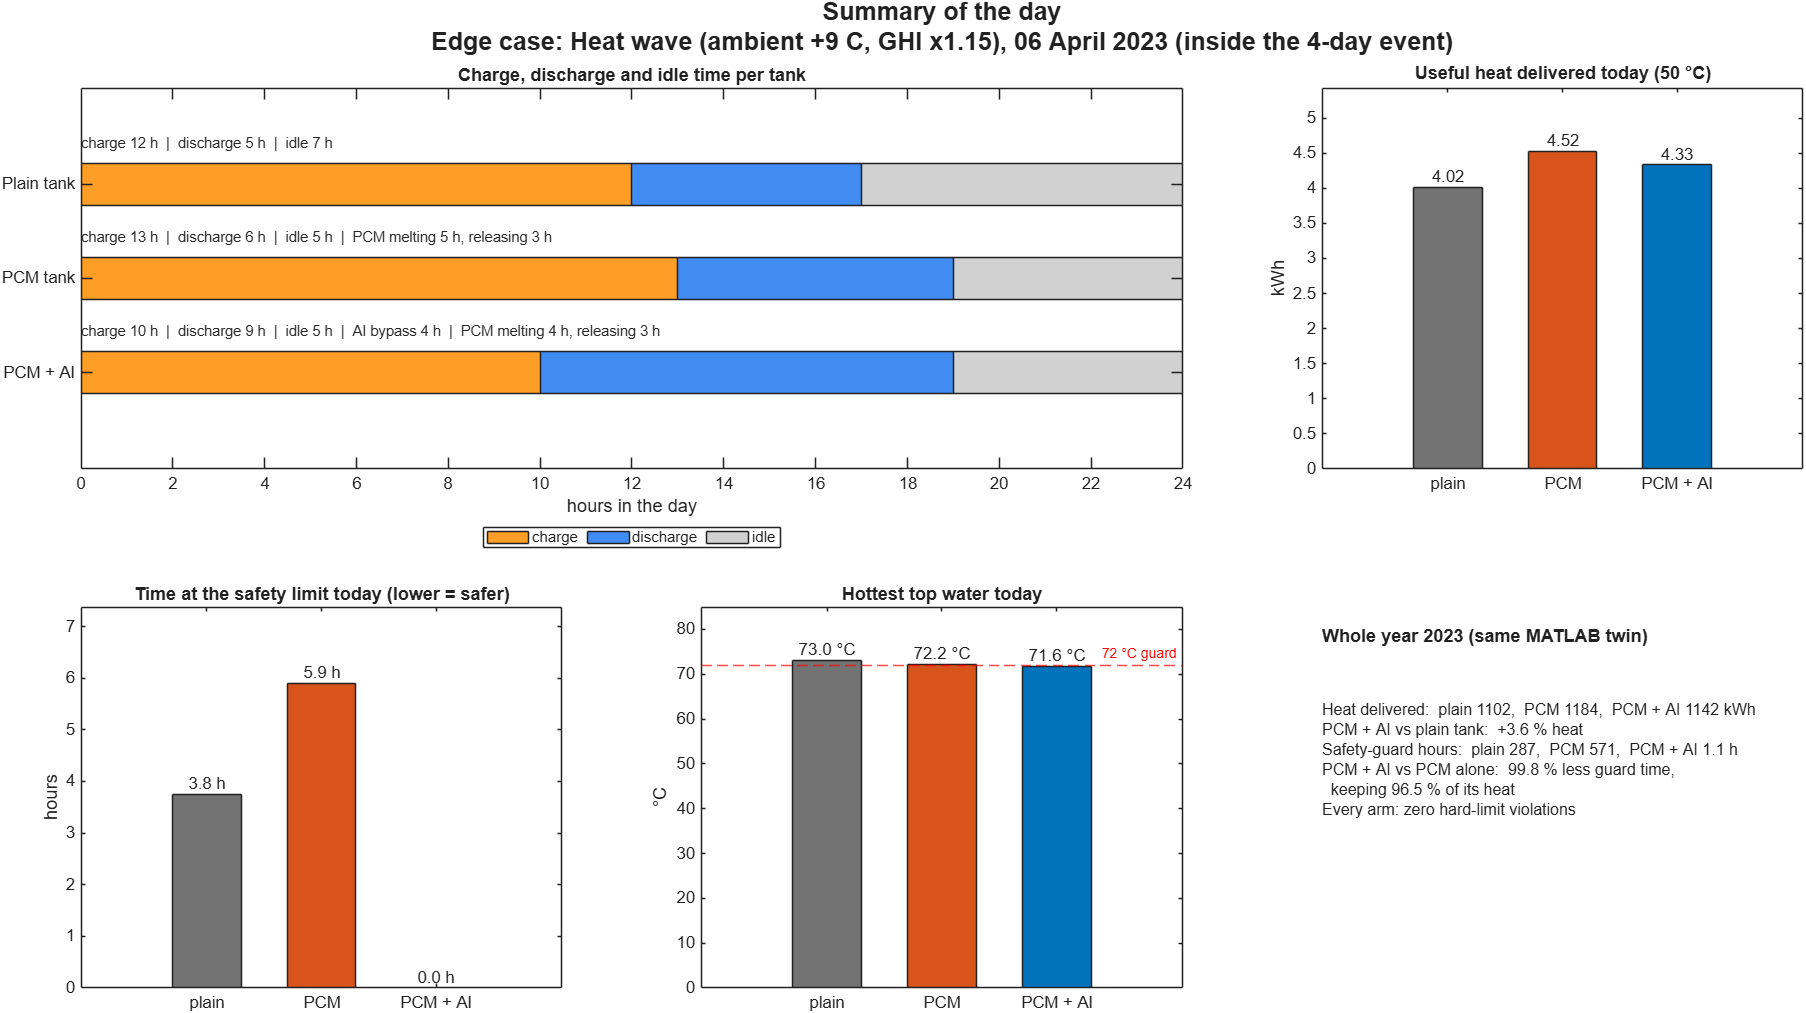 Summary of the day
Edge case: Heat wave (ambient +9 C, GHI x1.15), 06 April 2023 (inside the 4-day event)
Charge, discharge and idle time per tank
charge 12 h | discharge 5 h | idle 7 h
Plain tank
charge 13 h | discharge 6 h | idle 5 h | PCM melting 5 h, releasing 3 h
PCM tank
charge 10 h | discharge 9 h | idle 5 h | AI bypass 4 h | PCM melting 4 h, releasing 3 h
PCM + AI
0 2 4 6 8 10 12 14 16 18 20 22 24
hours in the day
charge discharge idle
Useful heat delivered today (50 °C)
kWh
5
4.5
4
3.5
3
2.5
2
1.5
1
0.5
0
4.02
4.52
4.33
plain PCM PCM + AI
Time at the safety limit today (lower = safer)
hours
7
6
5
4
3
2
1
0
3.8 h
5.9 h
0.0 h
plain PCM PCM + AI
Hottest top water today
°C
80
70
60
50
40
30
20
10
0
73.0 °C
72.2 °C
71.6 °C
72 °C guard
plain PCM PCM + AI
Whole year 2023 (same MATLAB twin)
Heat delivered: plain 1102, PCM 1184, PCM + AI 1142 kWh
PCM + AI vs plain tank: +3.6 % heat
Safety-guard hours: plain 287, PCM 571, PCM + AI 1.1 h
PCM + AI vs PCM alone: 99.8 % less guard time,
keeping 96.5 % of its heat
Every arm: zero hard-limit violations